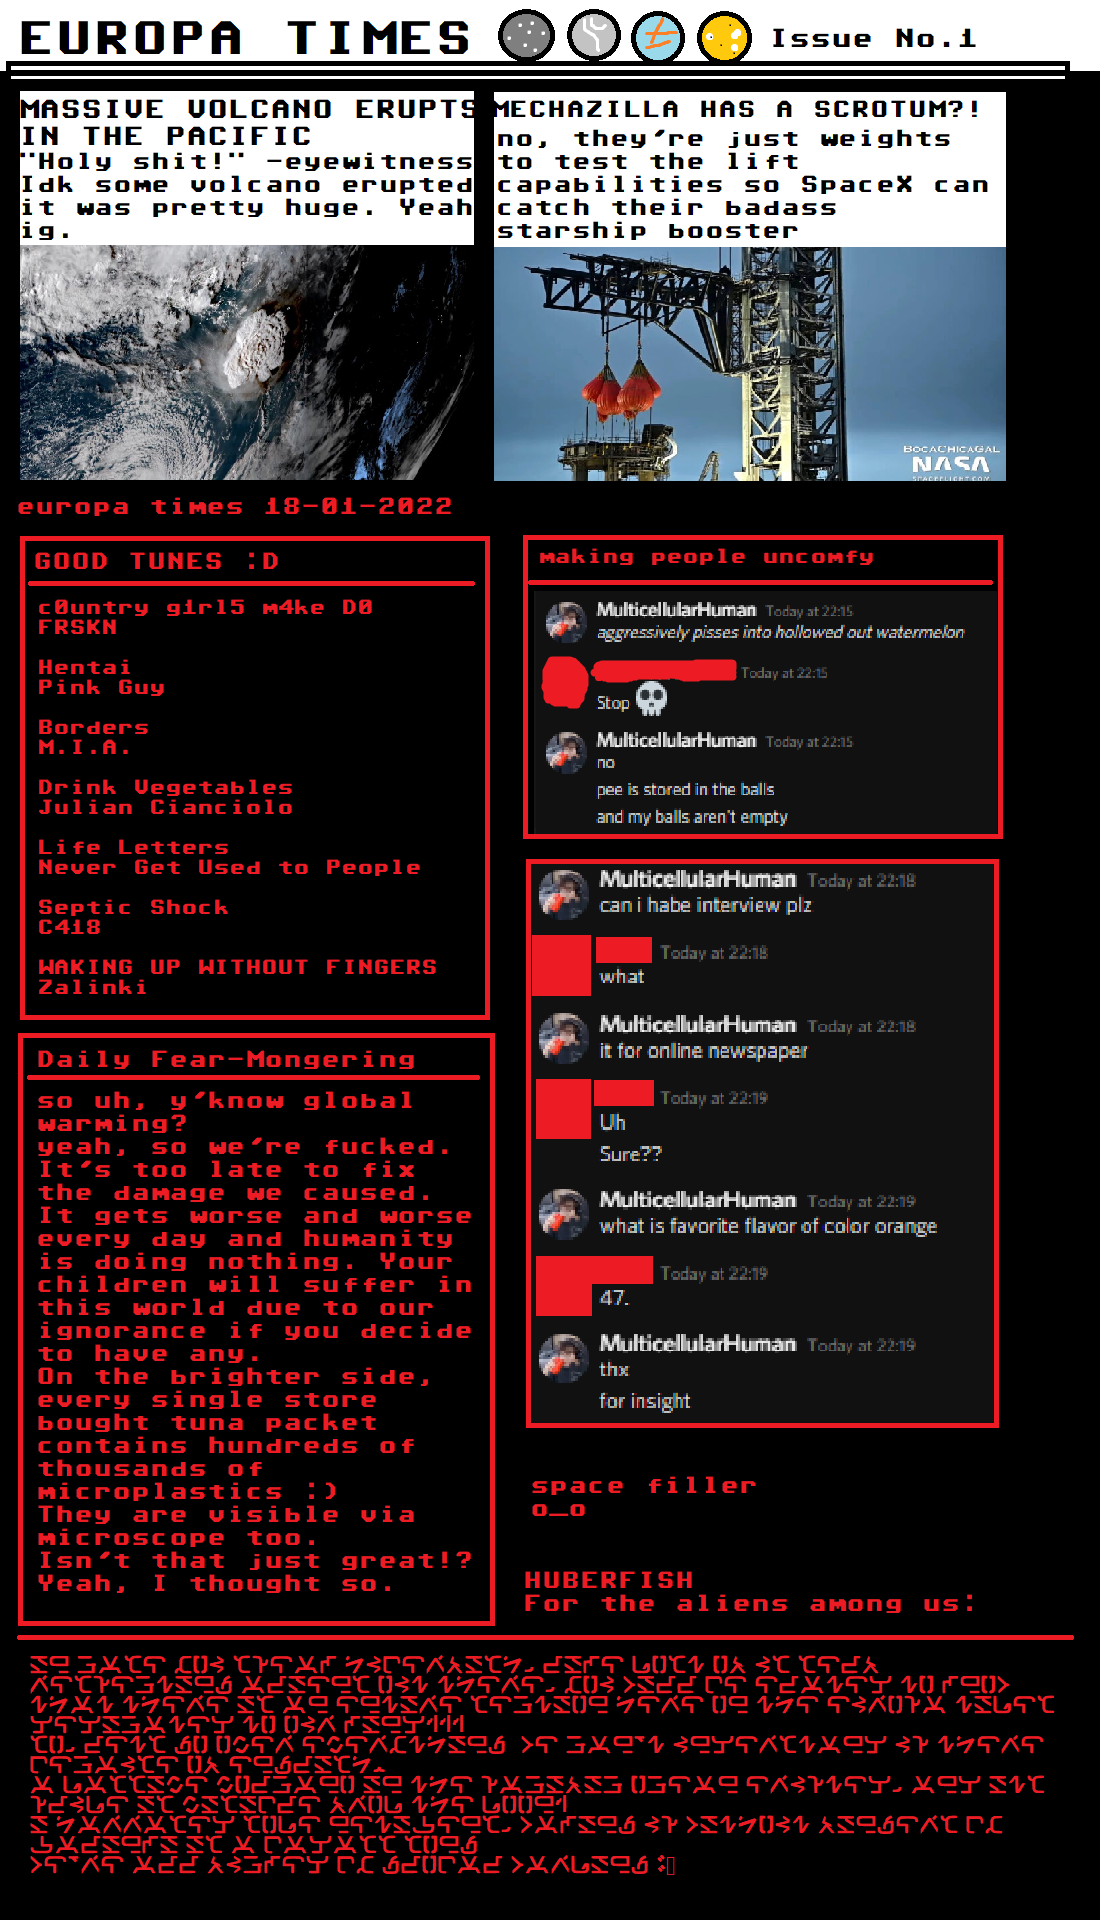 EUROPA TIMES
Issue No.1
MASSIVE VOLCANO ERUPTS
IN THE PACIFIC
"Holy shit!" -eyewitness
Idk some volcano erupted
it was pretty huge. Yeah
ig.
MECHAZILLA HAS A SCROTUM?!
no, they're just weights
to test the lift
capabilities so SpaceX can
catch their badass
starship booster
BOCACHICAGAL
NASA
SPACEFLIGHT.COM
europa times 18-01-2022
GOOD TUNES :D
c0untry girl5 m4ke D0
FRSKN
Hentai
Pink Guy
Borders
M.I.A.
Drink Vegetables
Julian Cianciolo
Life Letters
Never Get Used to People
Septic Shock
C418
WAKING UP WITHOUT FINGERS
Zalinki
Daily Fear-Mongering
so uh, y'know global
warming?
yeah, so we're fucked.
It's too late to fix
the damage we caused.
It gets worse and worse
every day and humanity
is doing nothing. Your
children will suffer in
this world due to our
ignorance if you decide
to have any.
On the brighter side,
every single store
bought tuna packet
contains hundreds of
thousands of
microplastics :)
They are visible via
microscope too.
Isn't that just great!?
Yeah, I thought so.
making people uncomfy
MulticellularHuman Today at 22:15
aggressively pisses into hollowed out watermelon
Today at 22:15
Stop 💀
MulticellularHuman Today at 22:15
no
pee is stored in the balls
and my balls aren't empty
MulticellularHuman Today at 22:18
can i habe interview plz
Today at 22:18
what
MulticellularHuman Today at 22:18
it for online newspaper
Today at 22:19
Uh
Sure??
MulticellularHuman Today at 22:19
what is favorite flavor of color orange
Today at 22:19
47.
MulticellularHuman Today at 22:19
thx
for insight
space filler
o_o
HUBERFISH
For the aliens among us: